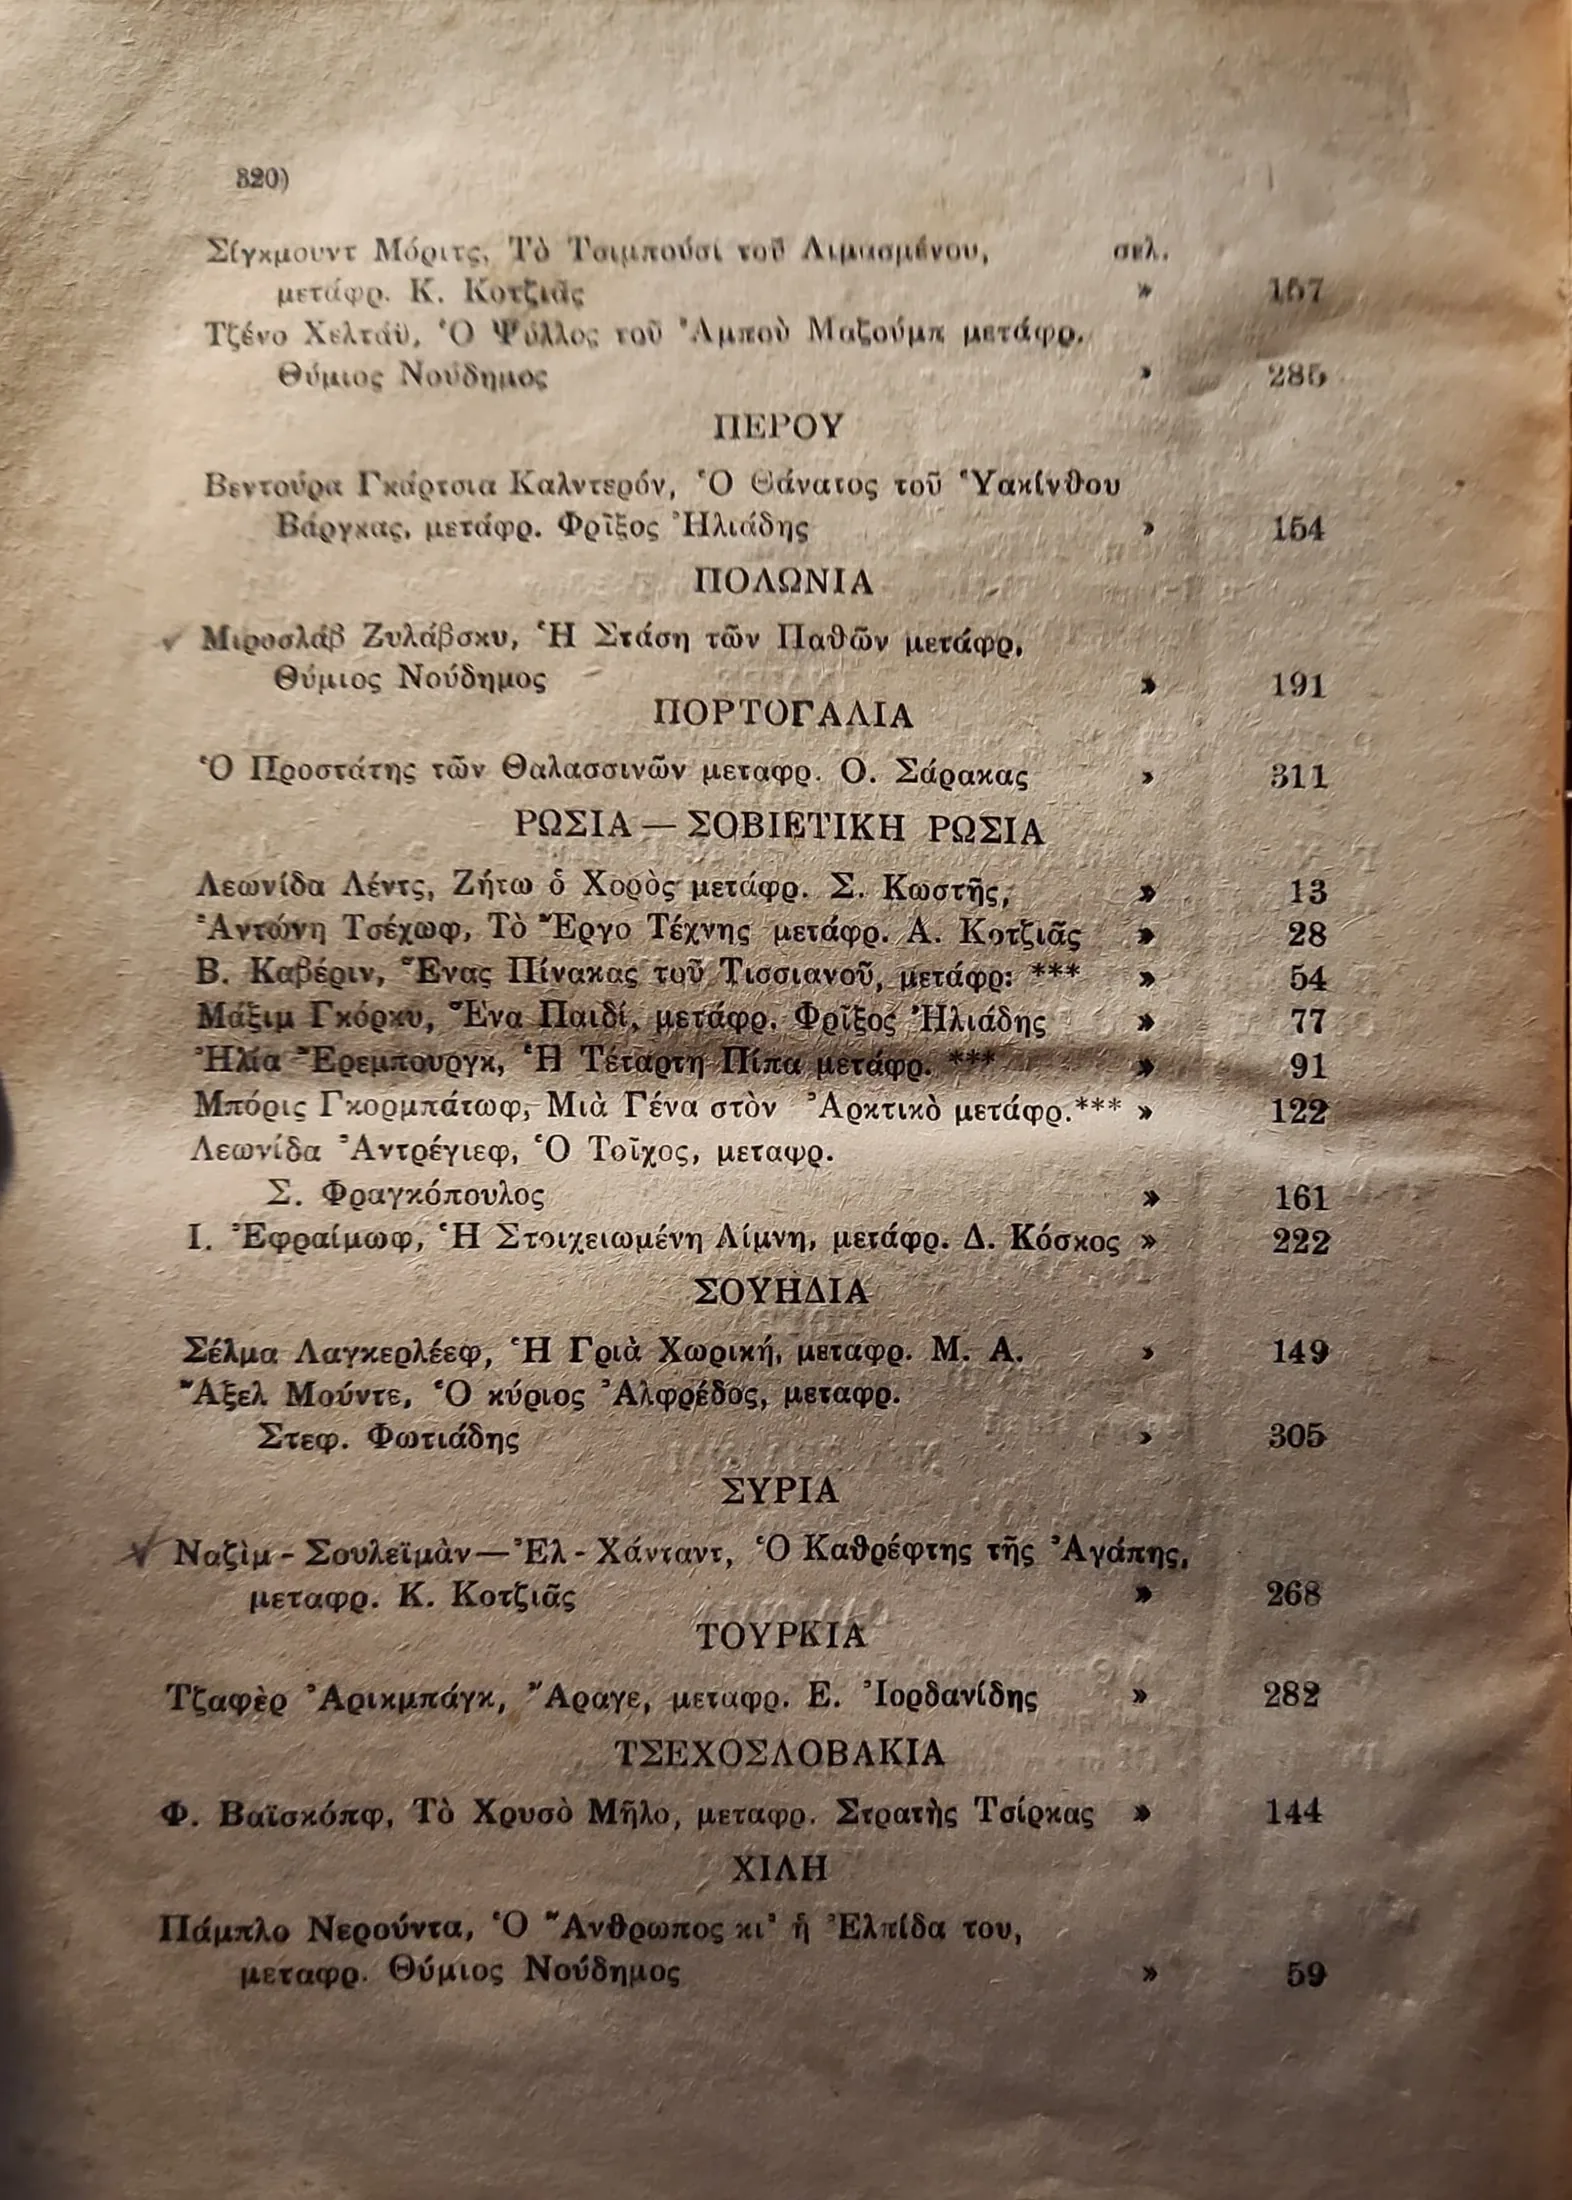 320)
Σίγκμουντ Μόριτς, Τὸ Τσιμπούσι τοῦ Λιμασμένου, σελ.
μετάφρ. Κ. Κοτζιᾶς » 157
Τζένο Χελτάϋ, Ὁ Ψύλλος τοῦ Ἀμποὺ Μαζούμπ μετάφρ.
Θύμιος Νούδημος » 285
ΠΕΡΟΥ
Βεντούρα Γκάρτσια Καλντερόν, Ὁ Θάνατος τοῦ Ὑακίνθου
Βάργκας, μετάφρ. Φρῖξος Ἠλιάδης » 154
ΠΟΛΩΝΙΑ
Μιροσλάβ Ζυλάβσκυ, Ἡ Στάση τῶν Παθῶν μετάφρ.
Θύμιος Νούδημος » 191
ΠΟΡΤΟΓΑΛΙΑ
Ὁ Προστάτης τῶν Θαλασσινῶν μεταφρ. Ο. Σάρακας » 311
ΡΩΣΙΑ — ΣΟΒΙΕΤΙΚΗ ΡΩΣΙΑ
Λεωνίδα Λέντς, Ζήτω ὁ Χορὸς μετάφρ. Σ. Κωστῆς, » 13
Ἀντώνη Τσέχωφ, Τὸ Ἔργο Τέχνης μετάφρ. Α. Κοτζιᾶς » 28
Β. Καβέριν, Ἕνας Πίνακας τοῦ Τισσιανοῦ, μετάφρ: *** » 54
Μάξιμ Γκόρκυ, Ἕνα Παιδί, μετάφρ. Φρῖξος Ἠλιάδης » 77
Ἠλία Ἔρεμπουργκ, Ἡ Τέταρτη Πίπα μετάφρ. *** » 91
Μπόρις Γκορμπάτωφ, Μιὰ Γένα στὸν Ἀρκτικὸ μετάφρ.*** » 122
Λεωνίδα Ἀντρέγιεφ, Ὁ Τοῖχος, μεταφρ.
Σ. Φραγκόπουλος » 161
Ι. Ἐφραίμωφ, Ἡ Στοιχειωμένη Λίμνη, μετάφρ. Δ. Κόσκος » 222
ΣΟΥΗΔΙΑ
Σέλμα Λαγκερλέεφ, Ἡ Γριὰ Χωρική, μεταφρ. Μ. Α. » 149
Ἄξελ Μούντε, Ὁ κύριος Ἀλφρέδος, μεταφρ.
Στεφ. Φωτιάδης » 305
ΣΥΡΙΑ
Ναζὶμ - Σουλεϊμὰν—Ἐλ - Χάνταντ, Ὁ Καθρέφτης τῆς Ἀγάπης,
μεταφρ. Κ. Κοτζιᾶς » 268
ΤΟΥΡΚΙΑ
Τζαφὲρ Ἀρικμπάγκ, Ἄραγε, μεταφρ. Ε. Ἰορδανίδης » 282
ΤΣΕΧΟΣΛΟΒΑΚΙΑ
Φ. Βαϊσκόπφ, Τὸ Χρυσὸ Μῆλο, μεταφρ. Στρατὴς Τσίρκας » 144
ΧΙΛΗ
Πάμπλο Νερούντα, Ὁ Ἄνθρωπος κι' ἡ Ἐλπίδα του,
μεταφρ. Θύμιος Νούδημος » 59